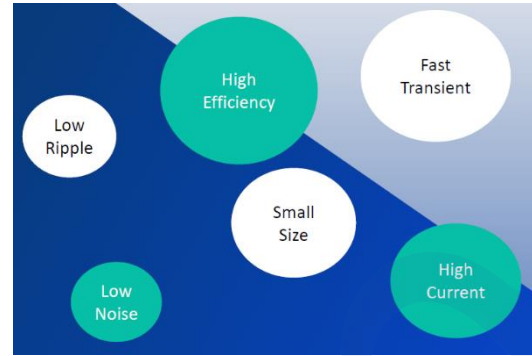 High
Efficiency
Fast
Transient
Low
Ripple
Small
Size
High
Current
Low
Noise